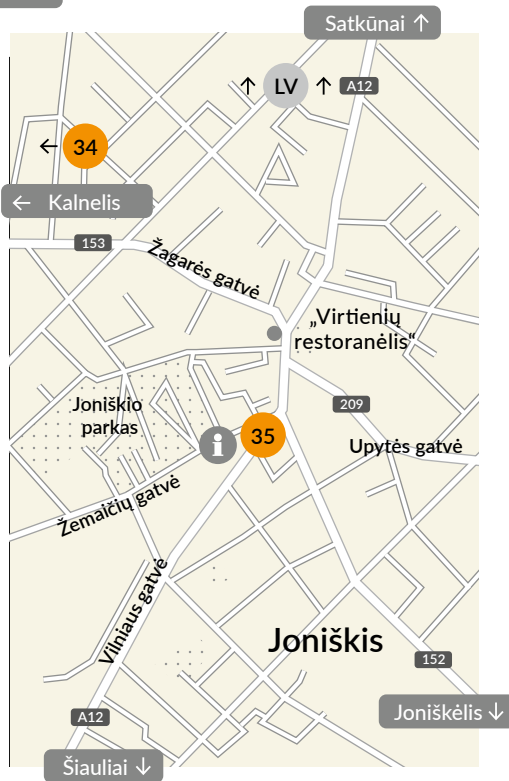 Satkūnai ↑
↑ LV ↑ A12
← 34
← Kalnelis
153
Žagarės gatvė
„Virtienių
restoranėlis“
Joniškio
parkas
209
35
Upytės gatvė
Žemaičių gatvė
Vilniaus gatvė
Joniškis
152
A12
Joniškėlis ↓
Šiauliai ↓